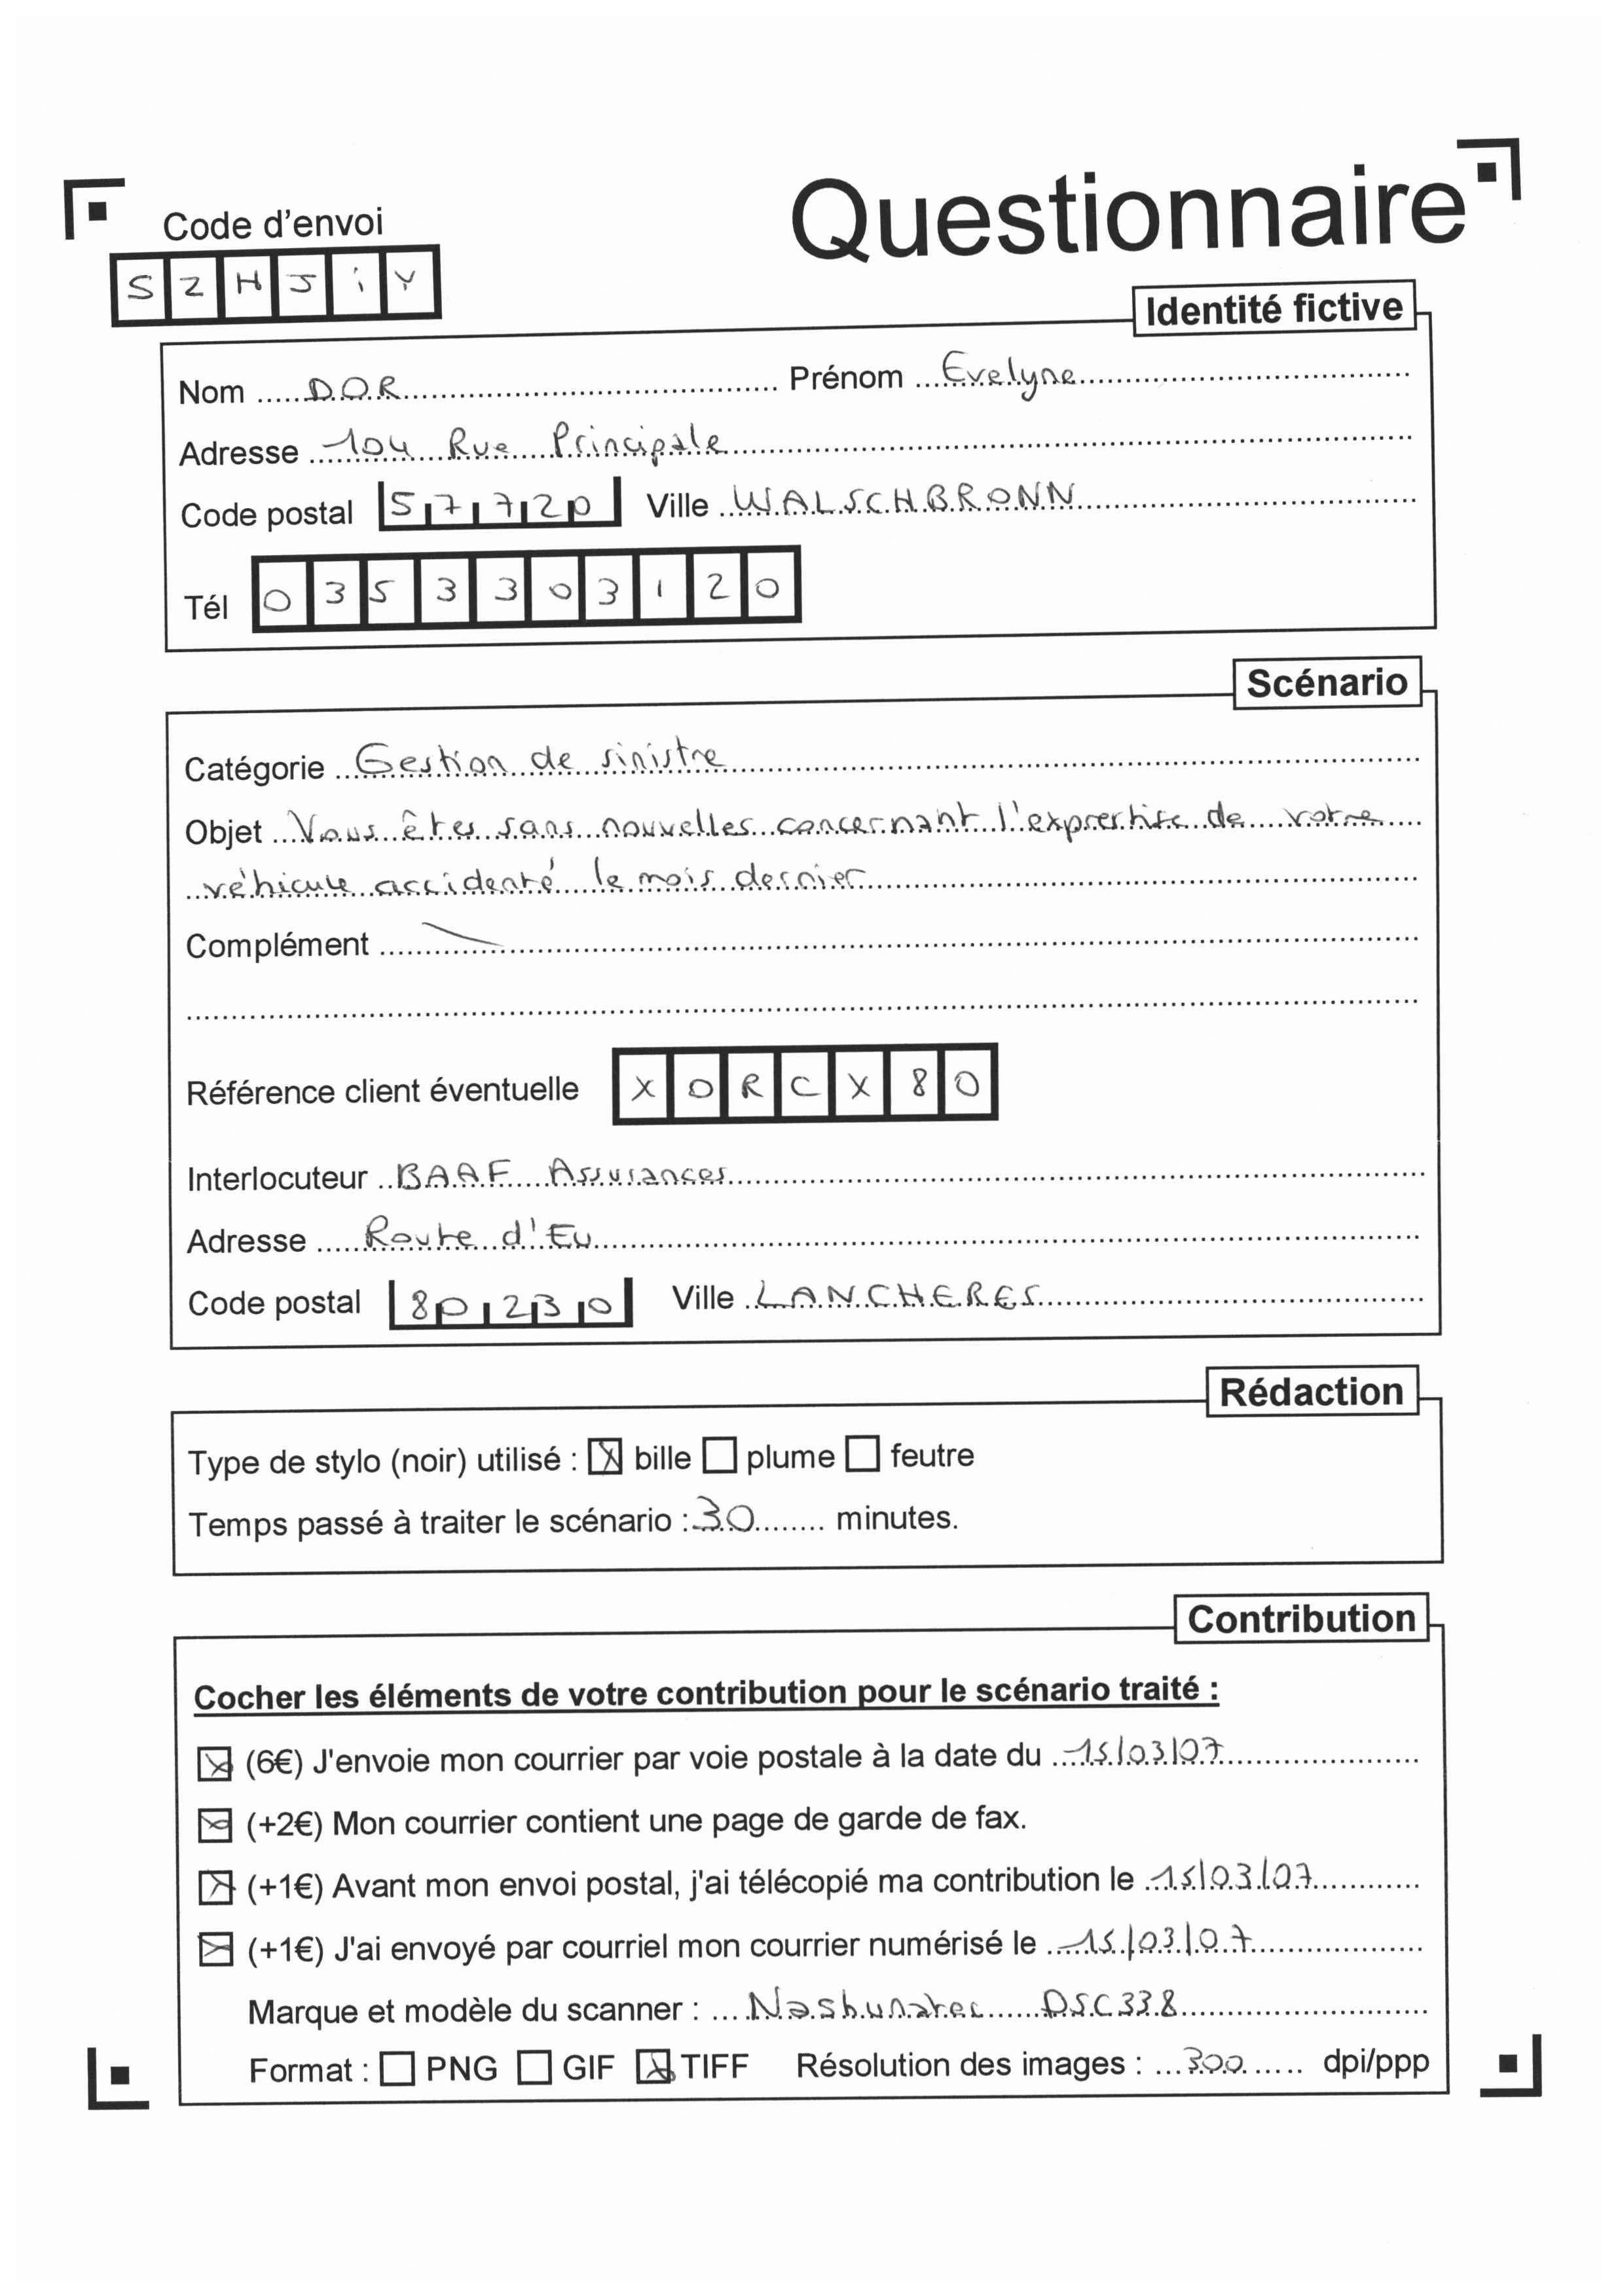 Questionnaire
Code d'envoi
S Z H J i Y
Identité fictive
Nom DOR Prénom Evelyne
Adresse 104 Rue Principale
Code postal 57720 Ville WALSCHBRONN
Tél 0353303120
Scénario
Catégorie Gestion de sinistre
Objet Vous êtes sans nouvelles concernant l'exprertise de votre
véhicule accidenté le mois dernier
Complément
Référence client éventuelle XORCX80
Interlocuteur BAAF Assurances
Adresse Route d'Eu
Code postal 80230 Ville LANCHERES
Rédaction
Type de stylo (noir) utilisé : bille plume feutre
Temps passé à traiter le scénario : 30 minutes.
Contribution
Cocher les éléments de votre contribution pour le scénario traité :
(6€) J'envoie mon courrier par voie postale à la date du 15/03/07
(+2€) Mon courrier contient une page de garde de fax.
(+1€) Avant mon envoi postal, j'ai télécopié ma contribution le 15/03/07
(+1€) J'ai envoyé par courriel mon courrier numérisé le 15/03/07
Marque et modèle du scanner : Nashuatec DSC338
Format : PNG GIF TIFF Résolution des images : 300 dpi/ppp